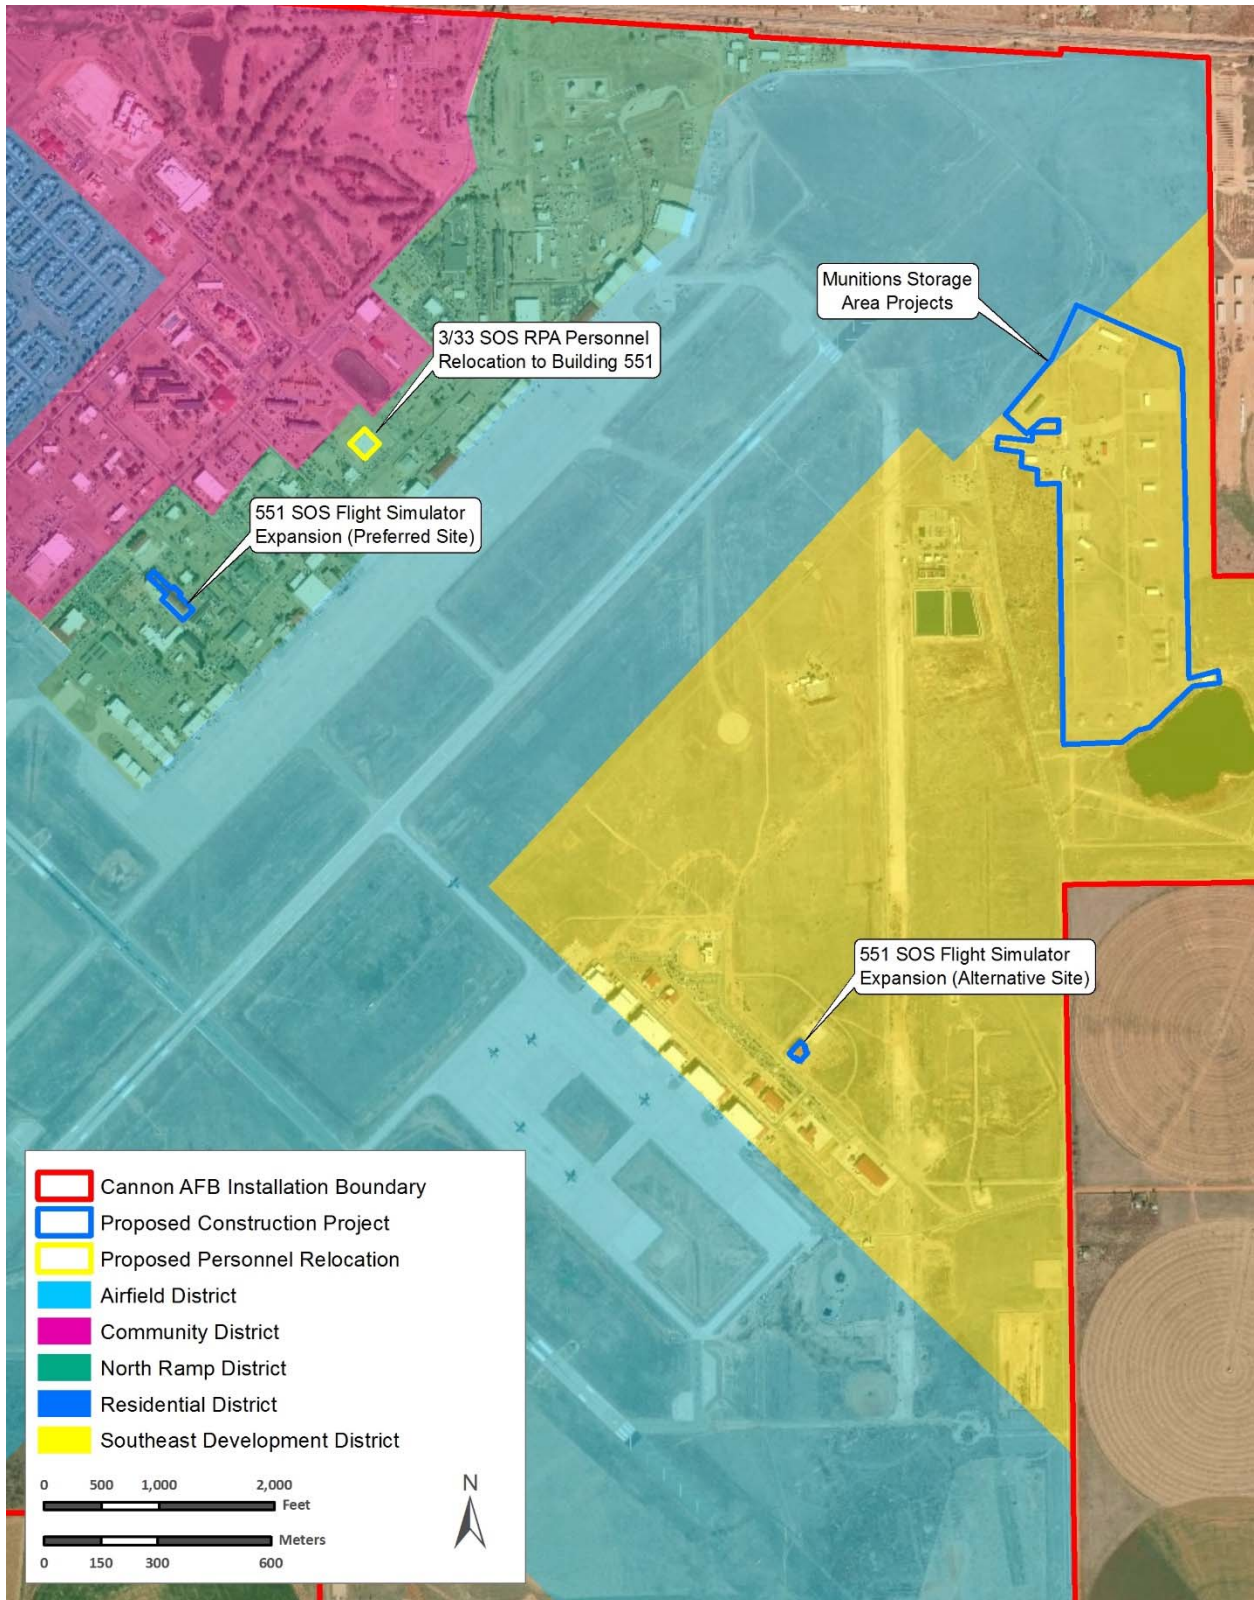 Munitions Storage
Area Projects
3/33 SOS RPA Personnel
Relocation to Building 551
551 SOS Flight Simulator
Expansion (Preferred Site)
551 SOS Flight Simulator
Expansion (Alternative Site)
Cannon AFB Installation Boundary
Proposed Construction Project
Proposed Personnel Relocation
Airfield District
Community District
North Ramp District
Residential District
Southeast Development District
0 500 1,000 2,000
Feet
Meters
0 150 300 600
N